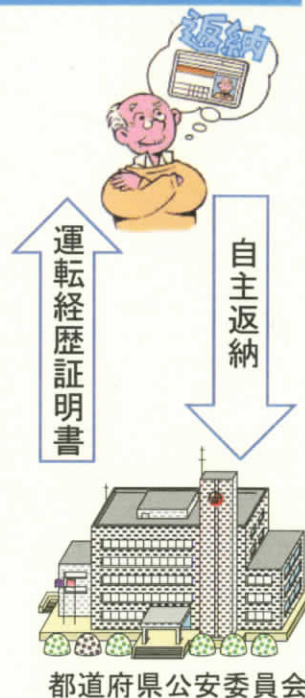 返納
自主返納
運転経歴証明書
都道府県公安委員会